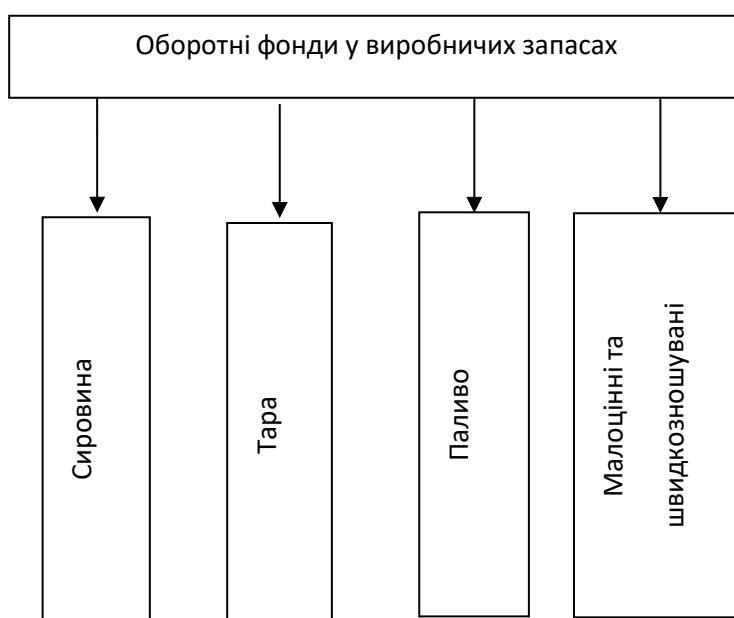 Оборотні фонди у виробничих запасах
Сировина
Тара
Паливо
Малоцінні та
швидкозношувані